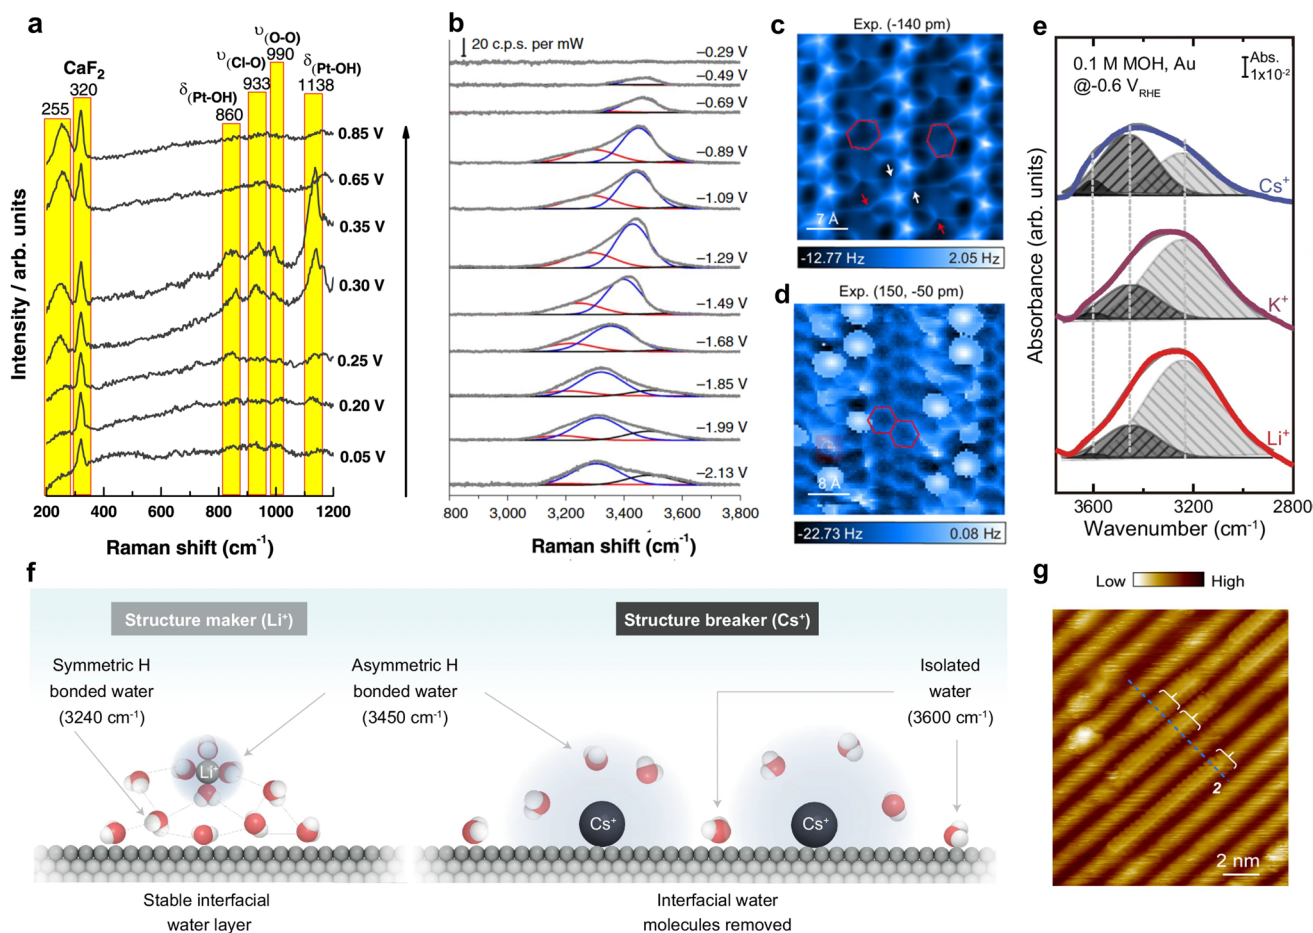 a
υ(O-O)
990
υ(Cl-O)
933
δ(Pt-OH)
1138
CaF2
320
δ(Pt-OH)
860
255
0.85 V
0.65 V
0.35 V
0.30 V
0.25 V
0.20 V
0.05 V
Intensity / arb. units
200 400 600 800 1000 1200
Raman shift (cm-1)
b
20 c.p.s. per mW
−0.29 V
−0.49 V
−0.69 V
−0.89 V
−1.09 V
−1.29 V
−1.49 V
−1.68 V
−1.85 V
−1.99 V
−2.13 V
800 3,000 3,200 3,400 3,600 3,800
Raman shift (cm-1)
c
Exp. (-140 pm)
7 Å
-12.77 Hz 2.05 Hz
d
Exp. (150, -50 pm)
8 Å
-22.73 Hz 0.08 Hz
e
0.1 M MOH, Au
@-0.6 VRHE
Abs.
1x10-2
Cs+
K+
Li+
Absorbance (arb. units)
3600 3200 2800
Wavenumber (cm-1)
f
Structure maker (Li+)
Structure breaker (Cs+)
Symmetric H
bonded water
(3240 cm-1)
Asymmetric H
bonded water
(3450 cm-1)
Isolated
water
(3600 cm-1)
Li+
Cs+
Cs+
Stable interfacial
water layer
Interfacial water
molecules removed
g
Low High
2
2 nm